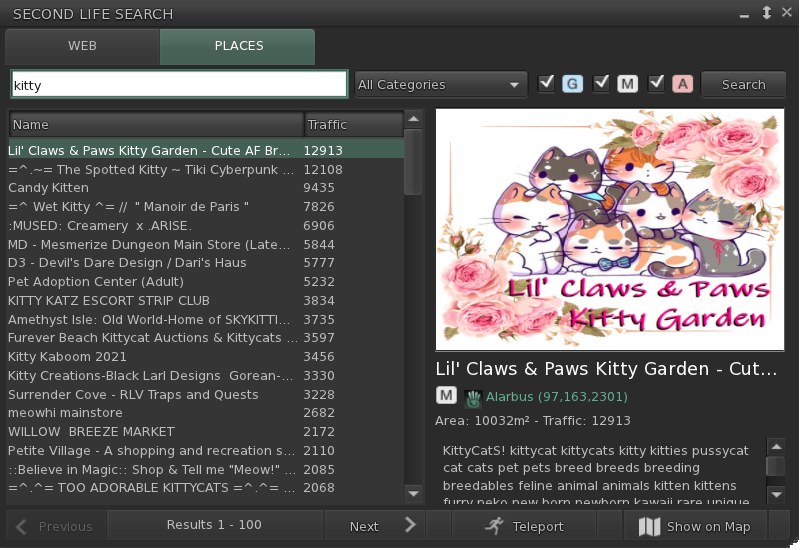 SECOND LIFE SEARCH
WEB
PLACES
kitty
All Categories
G
M
A
Search
Name
Traffic
Lil' Claws & Paws Kitty Garden - Cute AF Br... 12913
=^.~= The Spotted Kitty ~ Tiki Cyberpunk ... 12108
Candy Kitten 9435
=^ Wet Kitty ^= // " Manoir de Paris " 7826
:MUSED: Creamery x .ARISE. 6906
MD - Mesmerize Dungeon Main Store (Late... 5844
D3 - Devil's Dare Design / Dari's Haus 5777
Pet Adoption Center (Adult) 5232
KITTY KATZ ESCORT STRIP CLUB 3834
Amethyst Isle: Old World-Home of SKYKITTI... 3735
Furever Beach Kittycat Auctions & Kittycats ... 3597
Kitty Kaboom 2021 3456
Kitty Creations-Black Larl Designs Gorean-... 3330
Surrender Cove - RLV Traps and Quests 3228
meowhi mainstore 2682
WILLOW BREEZE MARKET 2172
Petite Village - A shopping and recreation s... 2110
::Believe in Magic:: Shop & Tell me "Meow!" ... 2085
=^.^= TOO ADORABLE KITTYCATS =^.^= ... 2068
Lil' Claws & Paws
Kitty Garden
Lil' Claws & Paws Kitty Garden - Cut...
M
Alarbus (97,163,2301)
Area: 10032m² - Traffic: 12913
KittyCatS! kittycat kittycats kitty kitties pussycat
cat cats pet pets breed breeds breeding
breedables feline animal animals kitten kittens
furry neko pew born newborn kawaii rare unique
Previous
Results 1 - 100
Next
Teleport
Show on Map